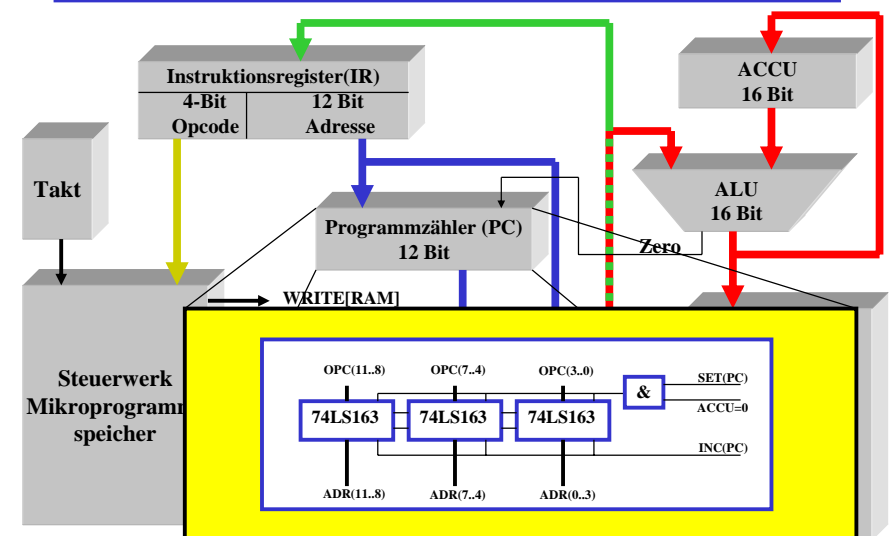 Instruktionsregister(IR)
4-Bit
Opcode
12 Bit
Adresse
ACCU
16 Bit
Takt
ALU
16 Bit
Programmzähler (PC)
12 Bit
Zero
WRITE[RAM]
Steuerwerk
Mikroprogramm
speicher
OPC(11..8)
OPC(7..4)
OPC(3..0)
SET(PC)
&
ACCU=0
74LS163
74LS163
74LS163
INC(PC)
ADR(11..8)
ADR(7..4)
ADR(0..3)